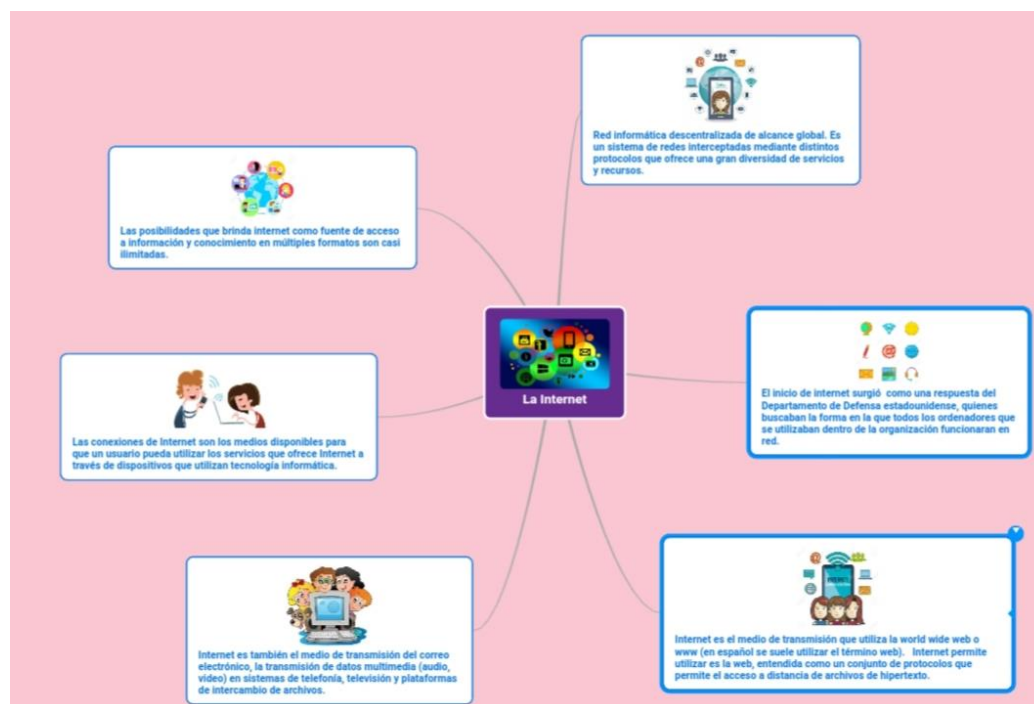 Red informática descentralizada de alcance global. Es
un sistema de redes interceptadas mediante distintos
protocolos que ofrece una gran diversidad de servicios
y recursos.
Las posibilidades que brinda internet como fuente de acceso
a información y conocimiento en múltiples formatos son casi
ilimitadas.
La Internet
El inicio de internet surgió como una respuesta del
Departamento de Defensa estadounidense, quienes
buscaban la forma en la que todos los ordenadores que
se utilizaban dentro de la organización funcionaran en
red.
Las conexiones de Internet son los medios disponibles para
que un usuario pueda utilizar los servicios que ofrece Internet a
través de dispositivos que utilizan tecnología informática.
Internet es el medio de transmisión que utiliza la world wide web o
www (en español se suele utilizar el término web). Internet permite
utilizar es la web, entendida como un conjunto de protocolos que
permite el acceso a distancia de archivos de hipertexto.
Internet es también el medio de transmisión del correo
electrónico, la transmisión de datos multimedia (audio,
video) en sistemas de telefonía, televisión y plataformas
de intercambio de archivos.